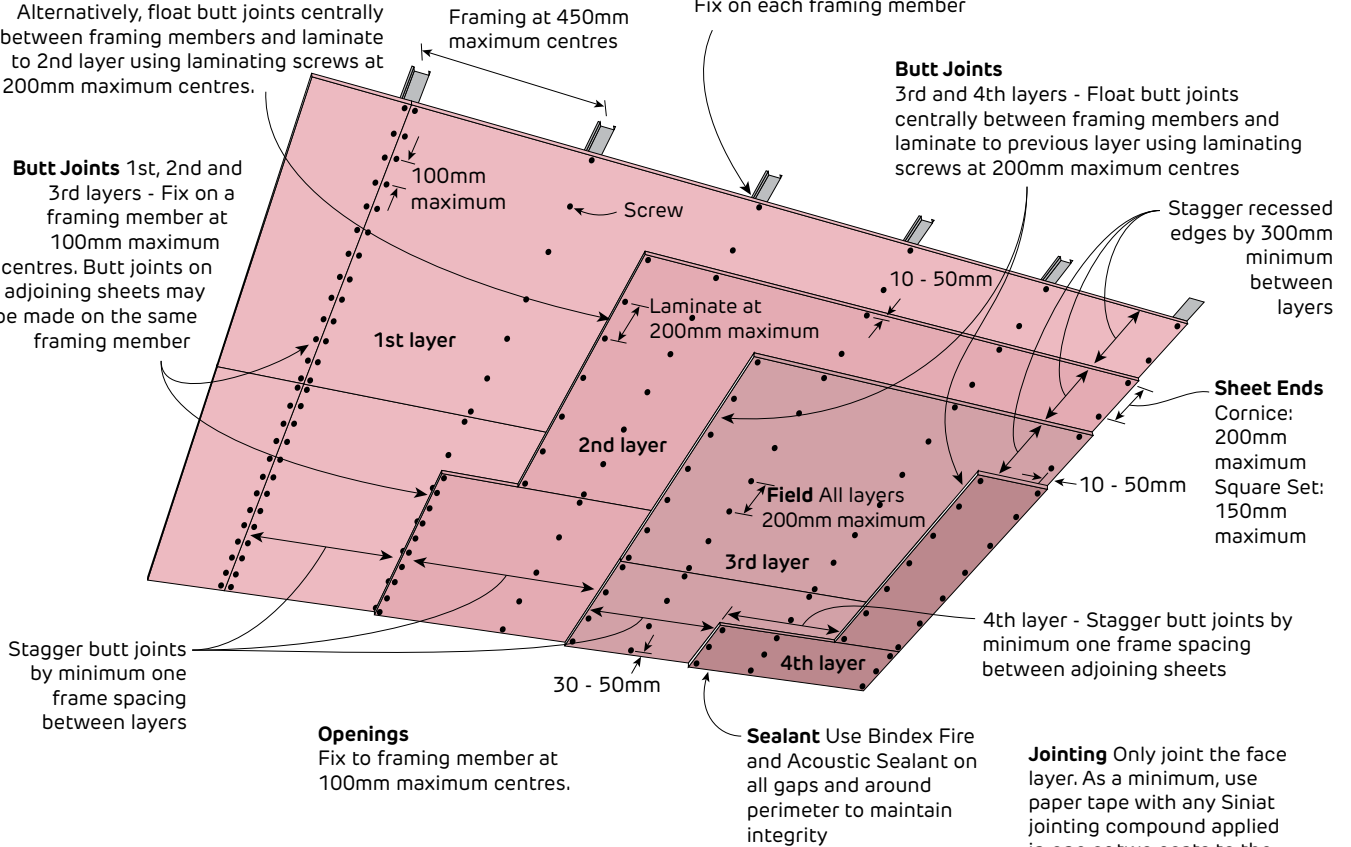 Alternatively, float butt joints centrally
between framing members and laminate
to 2nd layer using laminating screws at
200mm maximum centres.
Framing at 450mm
maximum centres
Fix on each framing member
Butt Joints
3rd and 4th layers - Float butt joints
centrally between framing members and
laminate to previous layer using laminating
screws at 200mm maximum centres
Butt Joints 1st, 2nd and
3rd layers - Fix on a
framing member at
100mm maximum
centres. Butt joints on
adjoining sheets may
be made on the same
framing member
100mm
maximum
Screw
Stagger recessed
edges by 300mm
minimum
between
layers
10 - 50mm
Laminate at
200mm maximum
1st layer
2nd layer
Sheet Ends
Cornice:
200mm
maximum
Square Set:
150mm
maximum
10 - 50mm
Field All layers
200mm maximum
3rd layer
4th layer
4th layer - Stagger butt joints by
minimum one frame spacing
between adjoining sheets
Stagger butt joints
by minimum one
frame spacing
between layers
30 - 50mm
Openings
Fix to framing member at
100mm maximum centres.
Sealant Use Bindex Fire
and Acoustic Sealant on
all gaps and around
perimeter to maintain
integrity
Jointing Only joint the face
layer. As a minimum, use
paper tape with any Siniat
jointing compound applied
in one or two coats to the